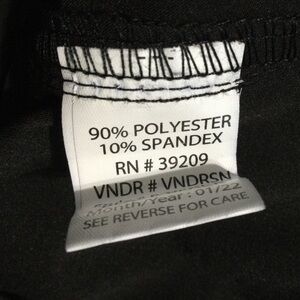 90% POLYESTER
10% SPANDEX
RN # 39209
VNDR # VNDRSN
Month/Year: 01/22
SEE REVERSE FOR CARE